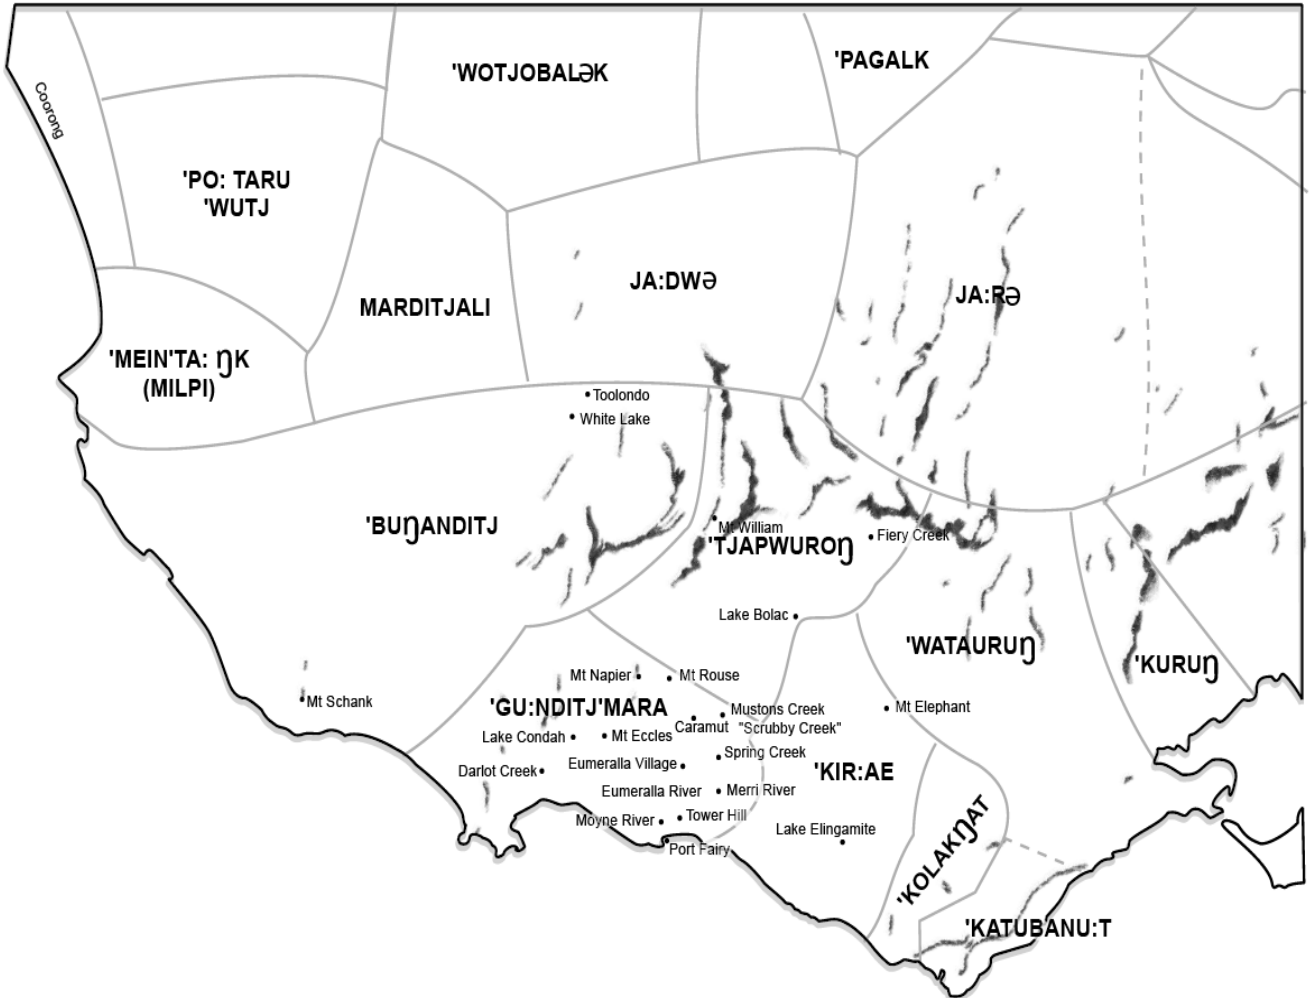 'WOTJOBALƏK
'PAGALK
Coorong
'PO: TARU
'WUTJ
JA:DWƏ
JA:RƏ
MARDITJALI
'MEIN'TA: ŊK
(MILPI)
Toolondo
White Lake
'BUŊANDITJ
Mt William
'TJAPWUROŊ
Fiery Creek
Lake Bolac
'WATAURUŊ
'KURUŊ
Mt Napier
Mt Rouse
Mt Schank
'GU:NDITJ'MARA
Mustons Creek
Mt Elephant
Caramut
"Scrubby Creek"
Lake Condah
Mt Eccles
Spring Creek
Eumeralla Village
Darlot Creek
'KIR:AE
Eumeralla River
Merri River
Moyne River
Tower Hill
Lake Elingamite
Port Fairy
'KOLAKŊAT
'KATUBANU:T